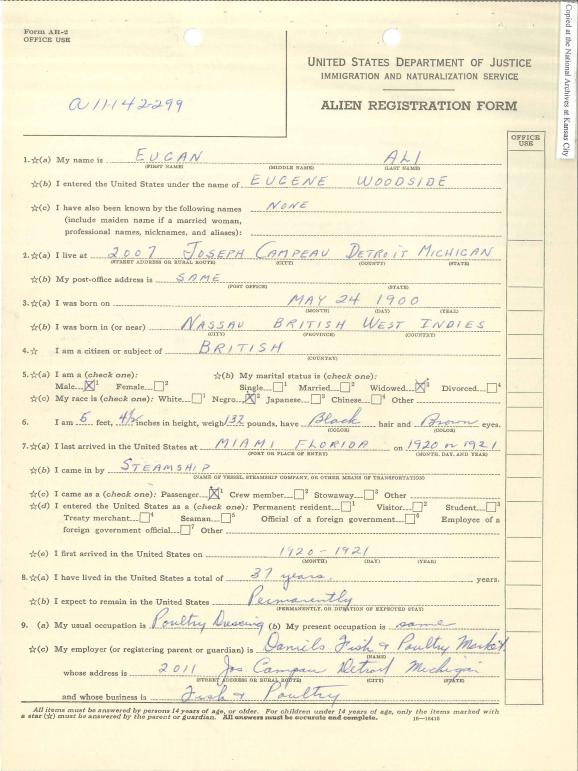 Form AR-2
OFFICE USE
A 11-142-299
UNITED STATES DEPARTMENT OF JUSTICE
IMMIGRATION AND NATURALIZATION SERVICE
ALIEN REGISTRATION FORM
Copied at the National Archives at Kansas City
OFFICE USE
1.☆(a) My name is EUGAN ALI
(FIRST NAME) (MIDDLE NAME) (LAST NAME)
☆(b) I entered the United States under the name of EUGENE WOODSIDE
☆(c) I have also been known by the following names NONE
(include maiden name if a married woman,
professional names, nicknames, and aliases):
2.☆(a) I live at 2007 JOSEPH CAMPEAU DETROIT MICHIGAN
(STREET ADDRESS OR RURAL ROUTE) (CITY) (COUNTY) (STATE)
☆(b) My post-office address is SAME
(POST OFFICE) (STATE)
3.☆(a) I was born on MAY 24 1900
(MONTH) (DAY) (YEAR)
☆(b) I was born in (or near) NASSAU BRITISH WEST INDIES
(CITY) (PROVINCE) (COUNTRY)
4.☆ I am a citizen or subject of BRITISH
(COUNTRY)
5.☆(a) I am a (check one): ☆(b) My marital status is (check one):
Male ☒1 Female ☐2 Single ☐1 Married ☐2 Widowed ☒3 Divorced ☐4
☆(c) My race is (check one): White ☐1 Negro ☒2 Japanese ☐3 Chinese ☐4 Other
6. I am 5 feet, 4½ inches in height, weigh 137 pounds, have Black hair and Brown eyes.
(COLOR) (COLOR)
7.☆(a) I last arrived in the United States at MIAMI FLORIDA on 1920 or 1921
(PORT OR PLACE OF ENTRY) (MONTH, DAY, AND YEAR)
☆(b) I came in by STEAMSHIP
(NAME OF VESSEL, STEAMSHIP COMPANY, OR OTHER MEANS OF TRANSPORTATION)
☆(c) I came as a (check one): Passenger ☒1 Crew member ☐2 Stowaway ☐3 Other
☆(d) I entered the United States as a (check one): Permanent resident ☐1 Visitor ☐2 Student ☐3
Treaty merchant ☐4 Seaman ☐5 Official of a foreign government ☐6 Employee of a
foreign government official ☐7 Other
☆(e) I first arrived in the United States on 1920-1921
(MONTH) (DAY) (YEAR)
8.☆(a) I have lived in the United States a total of 37 years. years.
☆(b) I expect to remain in the United States Permanently
(PERMANENTLY, OR DURATION OF EXPECTED STAY)
9. (a) My usual occupation is Poultry Dressing (b) My present occupation is same
☆(c) My employer (or registering parent or guardian) is Daniels Fish & Poultry Market
(NAME)
whose address is 2011 Jos. Campau Detroit Michigan
(STREET ADDRESS OR RURAL ROUTE) (CITY) (STATE)
and whose business is Fish & Poultry
All items must be answered by persons 14 years of age, or older. For children under 14 years of age, only the items marked with
a star (☆) must be answered by the parent or guardian. All answers must be accurate and complete. 16—16415